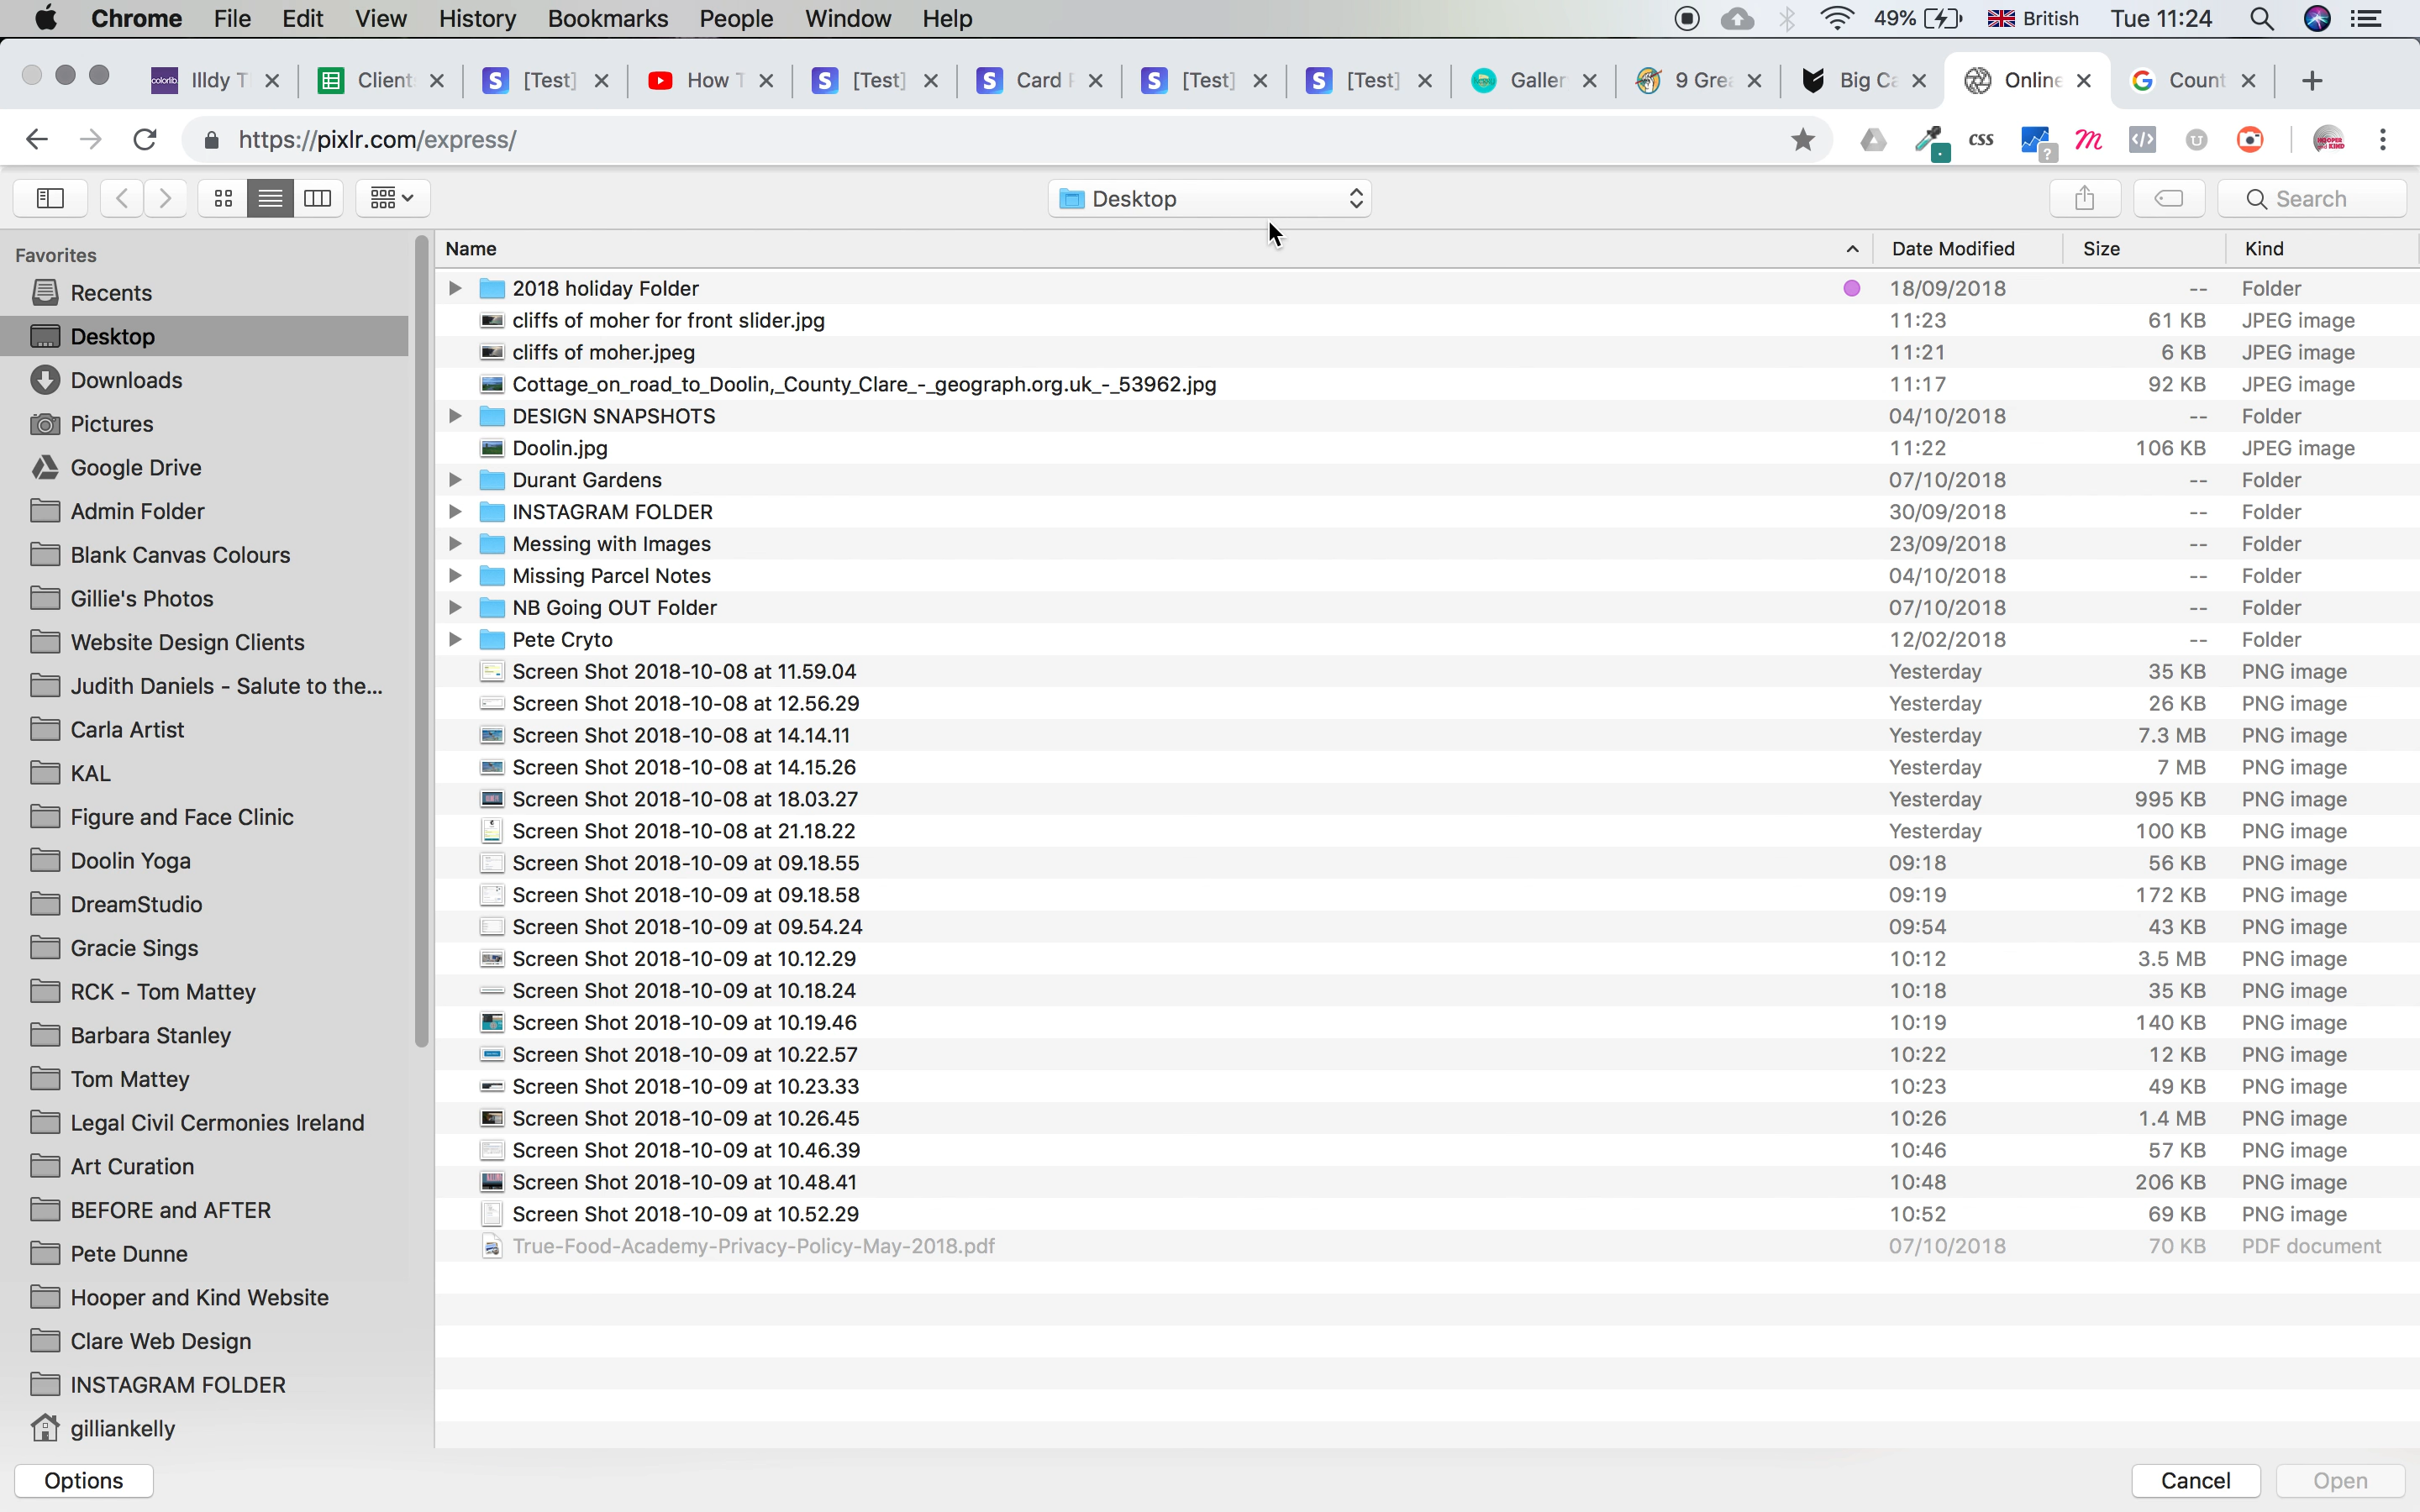 Chrome File Edit View History Bookmarks People Window Help 49% British Tue 11:24
colorlib Illdy T Client [Test] How T [Test] Card [Test] [Test] Galler 9 Grea Big Ca Online Count
https://pixlr.com/express/ css
Desktop Search
Favorites
Recents
Desktop
Downloads
Pictures
Google Drive
Admin Folder
Blank Canvas Colours
Gillie's Photos
Website Design Clients
Judith Daniels - Salute to the...
Carla Artist
KAL
Figure and Face Clinic
Doolin Yoga
DreamStudio
Gracie Sings
RCK - Tom Mattey
Barbara Stanley
Tom Mattey
Legal Civil Cermonies Ireland
Art Curation
BEFORE and AFTER
Pete Dunne
Hooper and Kind Website
Clare Web Design
INSTAGRAM FOLDER
gilliankelly
Name Date Modified Size Kind
2018 holiday Folder 18/09/2018 -- Folder
cliffs of moher for front slider.jpg 11:23 61 KB JPEG image
cliffs of moher.jpeg 11:21 6 KB JPEG image
Cottage_on_road_to_Doolin,_County_Clare_-_geograph.org.uk_-_53962.jpg 11:17 92 KB JPEG image
DESIGN SNAPSHOTS 04/10/2018 -- Folder
Doolin.jpg 11:22 106 KB JPEG image
Durant Gardens 07/10/2018 -- Folder
INSTAGRAM FOLDER 30/09/2018 -- Folder
Messing with Images 23/09/2018 -- Folder
Missing Parcel Notes 04/10/2018 -- Folder
NB Going OUT Folder 07/10/2018 -- Folder
Pete Cryto 12/02/2018 -- Folder
Screen Shot 2018-10-08 at 11.59.04 Yesterday 35 KB PNG image
Screen Shot 2018-10-08 at 12.56.29 Yesterday 26 KB PNG image
Screen Shot 2018-10-08 at 14.14.11 Yesterday 7.3 MB PNG image
Screen Shot 2018-10-08 at 14.15.26 Yesterday 7 MB PNG image
Screen Shot 2018-10-08 at 18.03.27 Yesterday 995 KB PNG image
Screen Shot 2018-10-08 at 21.18.22 Yesterday 100 KB PNG image
Screen Shot 2018-10-09 at 09.18.55 09:18 56 KB PNG image
Screen Shot 2018-10-09 at 09.18.58 09:19 172 KB PNG image
Screen Shot 2018-10-09 at 09.54.24 09:54 43 KB PNG image
Screen Shot 2018-10-09 at 10.12.29 10:12 3.5 MB PNG image
Screen Shot 2018-10-09 at 10.18.24 10:18 35 KB PNG image
Screen Shot 2018-10-09 at 10.19.46 10:19 140 KB PNG image
Screen Shot 2018-10-09 at 10.22.57 10:22 12 KB PNG image
Screen Shot 2018-10-09 at 10.23.33 10:23 49 KB PNG image
Screen Shot 2018-10-09 at 10.26.45 10:26 1.4 MB PNG image
Screen Shot 2018-10-09 at 10.46.39 10:46 57 KB PNG image
Screen Shot 2018-10-09 at 10.48.41 10:48 206 KB PNG image
Screen Shot 2018-10-09 at 10.52.29 10:52 69 KB PNG image
True-Food-Academy-Privacy-Policy-May-2018.pdf 07/10/2018 70 KB PDF document
Options Cancel Open